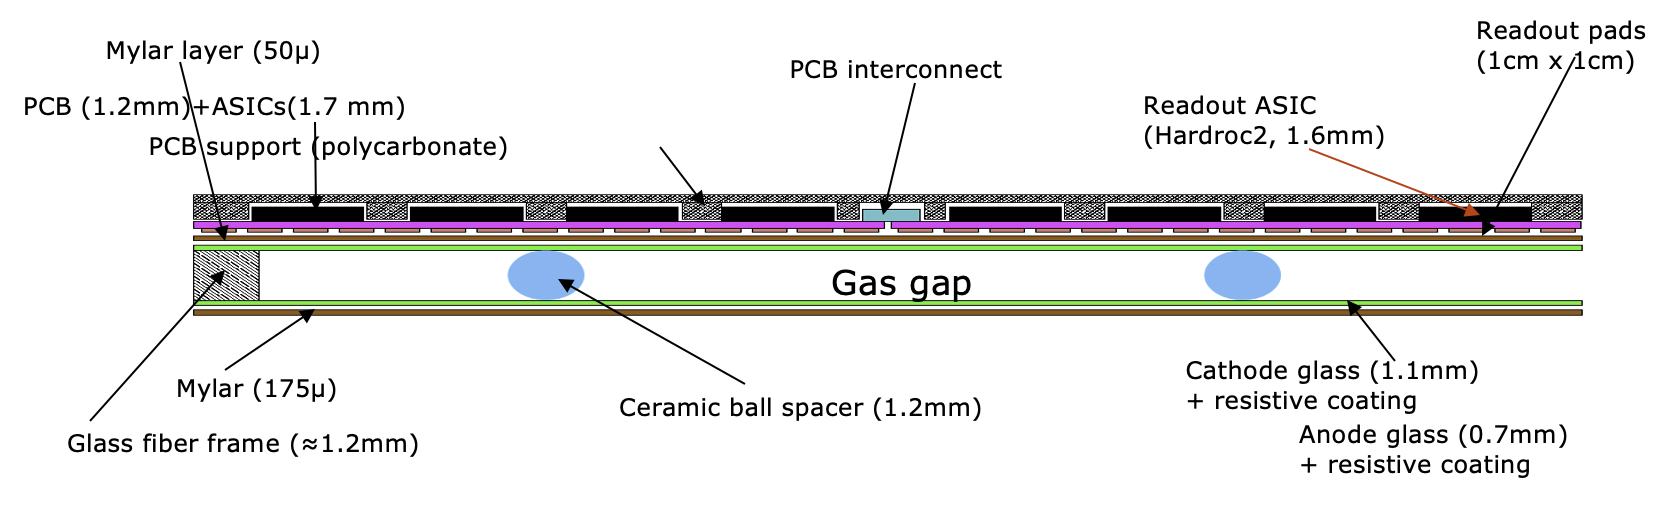 Mylar layer (50µ)
PCB interconnect
Readout pads
(1cm x 1cm)
PCB (1.2mm)+ASICs(1.7 mm)
Readout ASIC
(Hardroc2, 1.6mm)
PCB support (polycarbonate)
Gas gap
Mylar (175µ)
Glass fiber frame (≈1.2mm)
Ceramic ball spacer (1.2mm)
Cathode glass (1.1mm)
+ resistive coating
Anode glass (0.7mm)
+ resistive coating